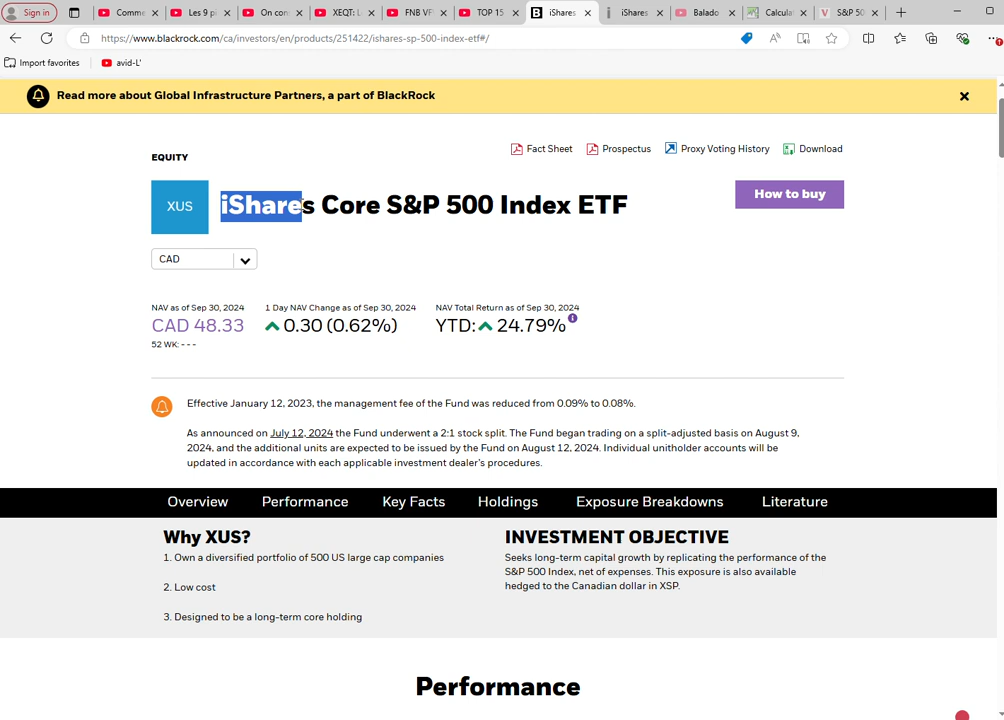 Sign in
Comme
Les 9 pi
On con
XEQT: L
FNB VF
TOP 15
iShares
iShares
Balado
Calcula
S&P 50
https://www.blackrock.com/ca/investors/en/products/251422/ishares-sp-500-index-etf#/
Import favorites
avid-L'
Read more about Global Infrastructure Partners, a part of BlackRock
EQUITY
Fact Sheet
Prospectus
Proxy Voting History
Download
XUS
iShares Core S&P 500 Index ETF
How to buy
CAD
NAV as of Sep 30, 2024
CAD 48.33
52 WK: - - -
1 Day NAV Change as of Sep 30, 2024
0.30 (0.62%)
NAV Total Return as of Sep 30, 2024
YTD: 24.79%
Effective January 12, 2023, the management fee of the Fund was reduced from 0.09% to 0.08%.
As announced on July 12, 2024 the Fund underwent a 2:1 stock split. The Fund began trading on a split-adjusted basis on August 9,
2024, and the additional units are expected to be issued by the Fund on August 12, 2024. Individual unitholder accounts will be
updated in accordance with each applicable investment dealer's procedures.
Overview
Performance
Key Facts
Holdings
Exposure Breakdowns
Literature
Why XUS?
1. Own a diversified portfolio of 500 US large cap companies
2. Low cost
3. Designed to be a long-term core holding
INVESTMENT OBJECTIVE
Seeks long-term capital growth by replicating the performance of the
S&P 500 Index, net of expenses. This exposure is also available
hedged to the Canadian dollar in XSP.
Performance